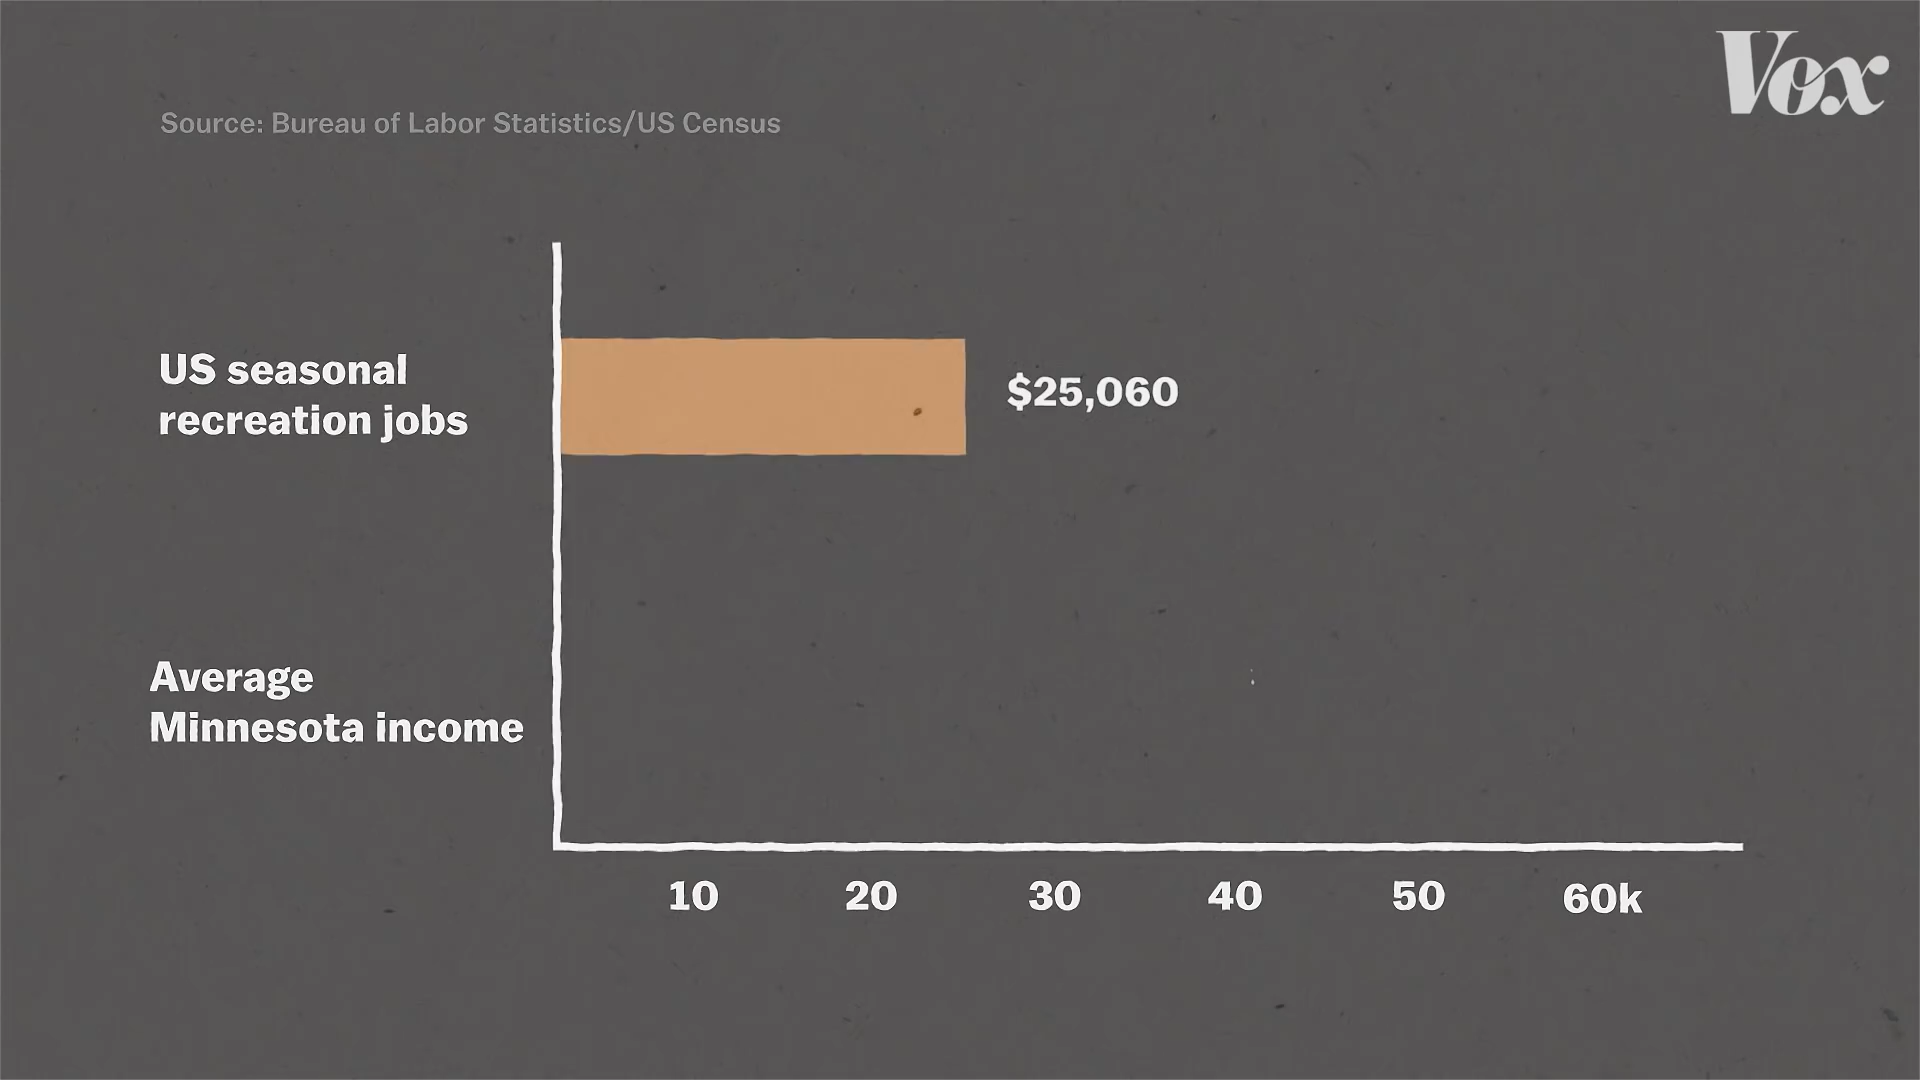 Vox
Source: Bureau of Labor Statistics/US Census
US seasonal
recreation jobs
$25,060
Average
Minnesota income
10 20 30 40 50 60k